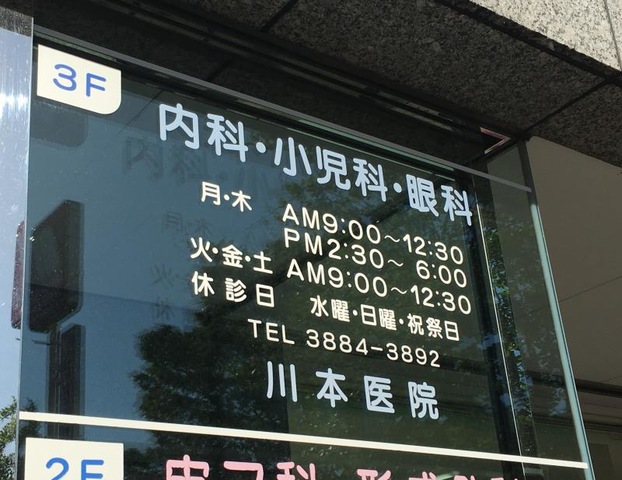 3F
内科・小児科・眼科
月・木 AM9:00～12:30
PM2:30～6:00
火・金・土 AM9:00～12:30
休診日 水曜・日曜・祝祭日
TEL 3884-3892
川本医院
2F